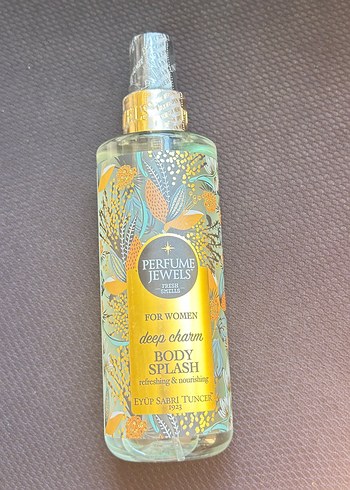 PERFUME
JEWELS
FRESH
SMELLS
FOR WOMEN
deep charm
BODY
SPLASH
refreshing & nourishing
EYÜP SABRİ TUNCER
1923